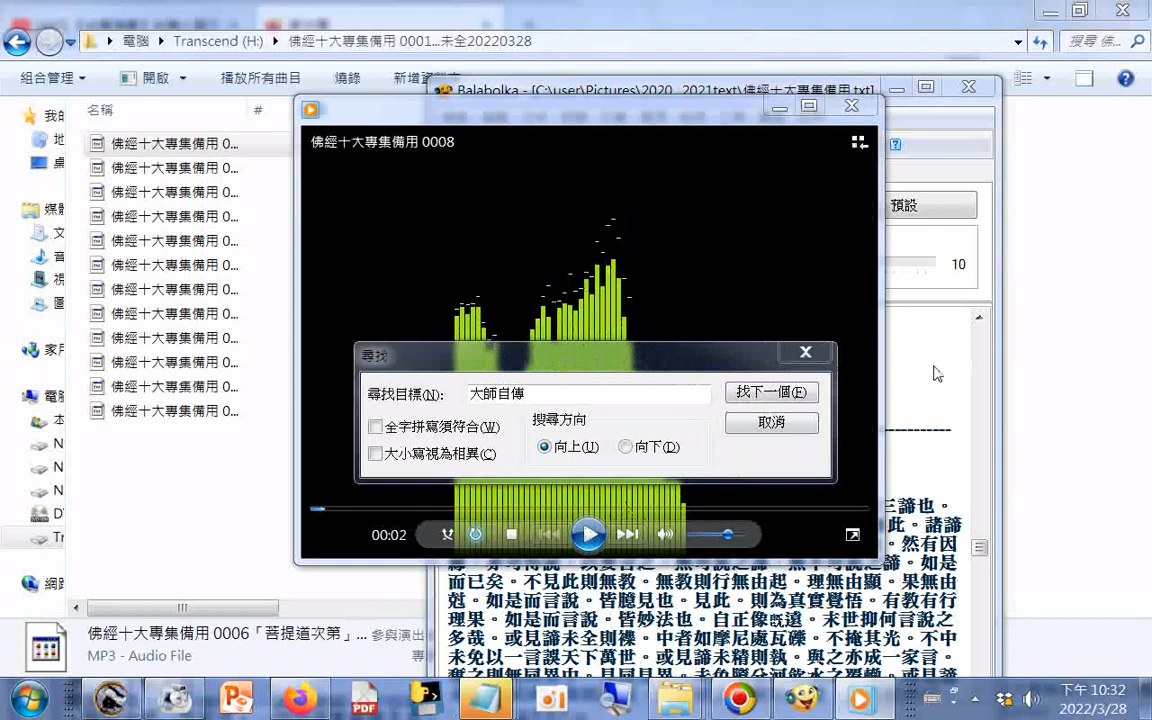 電腦 ▸ Transcend (H:) ▸ 佛經十大專集備用 0001...未全20220328
搜尋 佛...
組合管理
開啟
播放所有曲目
燒錄
Balabolka - [C:\user\Pictures\2020_2021text\佛經十大專集備用.txt]
名稱
#
佛經十大專集備用 0...
佛經十大專集備用 0...
佛經十大專集備用 0...
佛經十大專集備用 0...
佛經十大專集備用 0...
佛經十大專集備用 0...
佛經十大專集備用 0...
佛經十大專集備用 0...
佛經十大專集備用 0...
佛經十大專集備用 0...
佛經十大專集備用 0...
佛經十大專集備用 0...
佛經十大專集備用 0008
預設
10
尋找
尋找目標(N):
大師自傳
找下一個(F)
取消
全字拼寫須符合(W)
大小寫視為相異(C)
搜尋方向
向上(U)
向下(D)
00:02
三諦也。
此。諸諦
然有因
諦。如是
而已矣。不見此則無教。無教則行無由起。理無由顯。果無由
尅。如是而言說。皆臆見也。見此。則為真實覺悟。有教有行
理果。如是而言說。皆妙法也。自正像既遠。末世抑何言說之
多哉。或見諦未全則褸。中者如摩尼處瓦礫。不掩其光。不中
未免以一言誤天下萬世。或見諦未精則執。與之亦成一家言。
佛經十大專集備用 0006「菩提道次第」...
參與演出
MP3 - Audio File
下午 10:32
2022/3/28